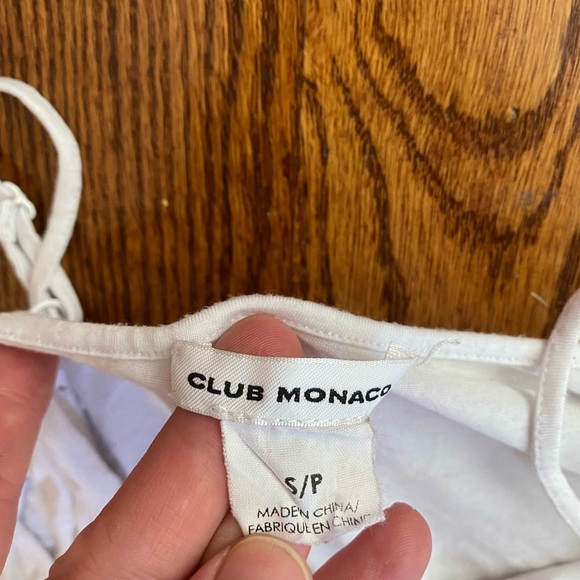 CLUB MONACO
S/P
MADE IN CHINA/
FABRIQUE EN CHINE